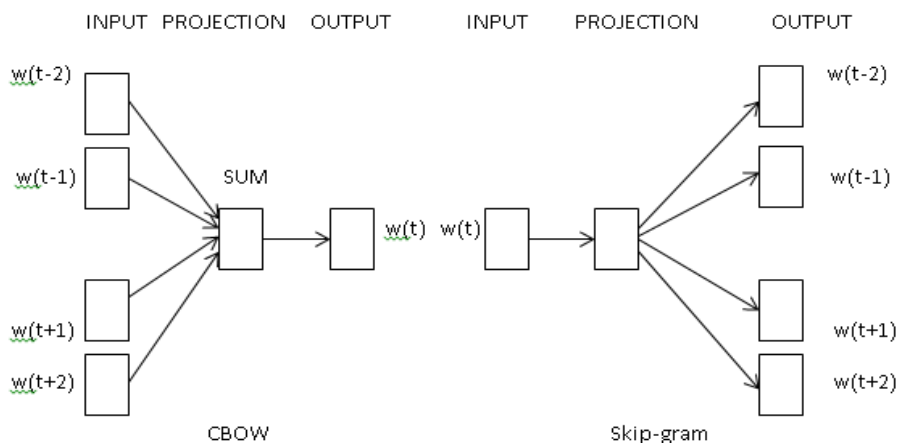 INPUT PROJECTION OUTPUT INPUT PROJECTION OUTPUT
w(t-2) w(t-2)
w(t-1) SUM w(t-1)
w(t) w(t)
w(t+1) w(t+1)
w(t+2) w(t+2)
CBOW Skip-gram